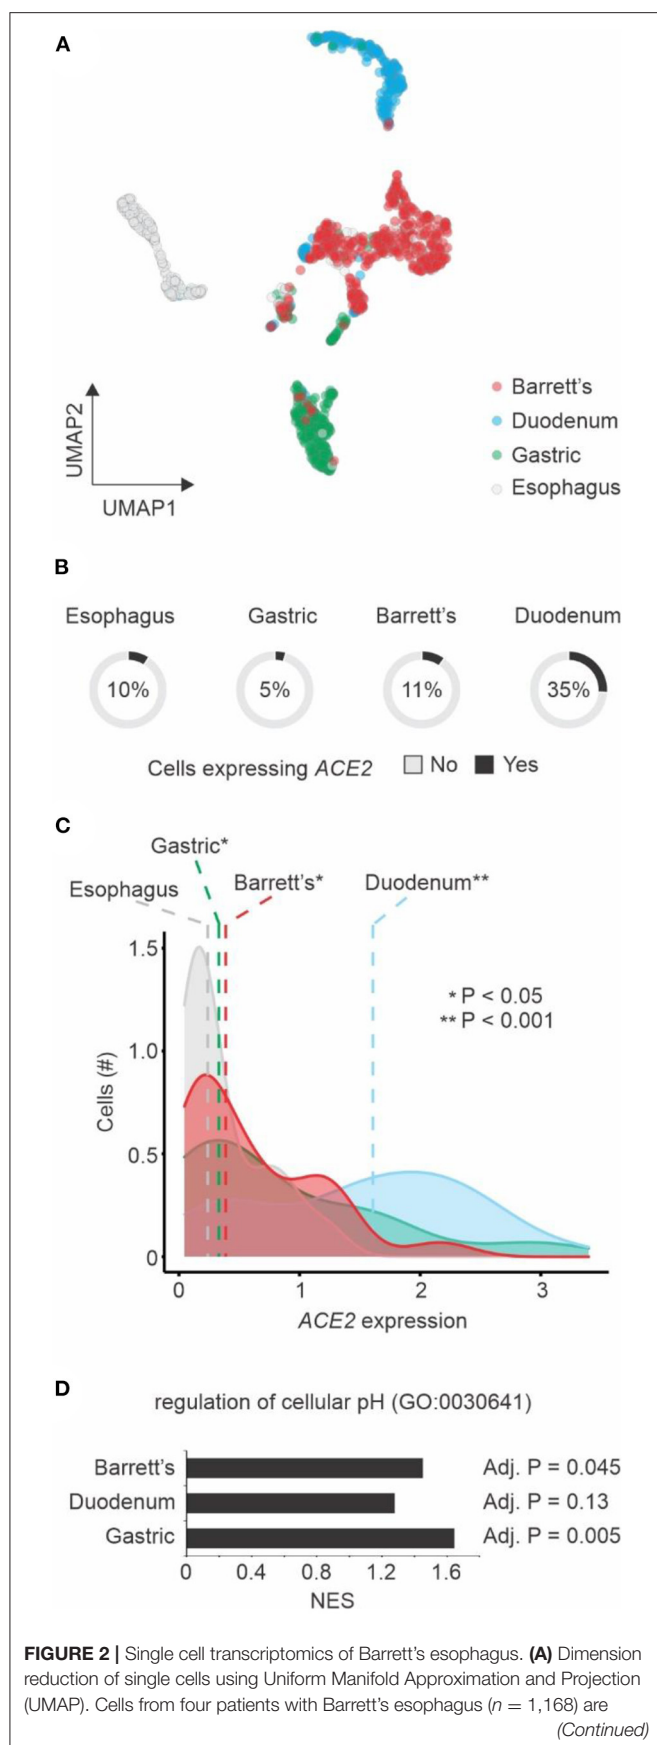 A
UMAP2
UMAP1
Barrett's
Duodenum
Gastric
Esophagus
B
Esophagus Gastric Barrett's Duodenum
10% 5% 11% 35%
Cells expressing ACE2 No Yes
C
Gastric*
Esophagus Barrett's* Duodenum**
1.5
1.0
0.5
0
Cells (#)
* P < 0.05
** P < 0.001
0 1 2 3
ACE2 expression
D
regulation of cellular pH (GO:0030641)
Barrett's Adj. P = 0.045
Duodenum Adj. P = 0.13
Gastric Adj. P = 0.005
0 0.4 0.8 1.2 1.6
NES
FIGURE 2 | Single cell transcriptomics of Barrett's esophagus. (A) Dimension
reduction of single cells using Uniform Manifold Approximation and Projection
(UMAP). Cells from four patients with Barrett's esophagus (n = 1,168) are
(Continued)